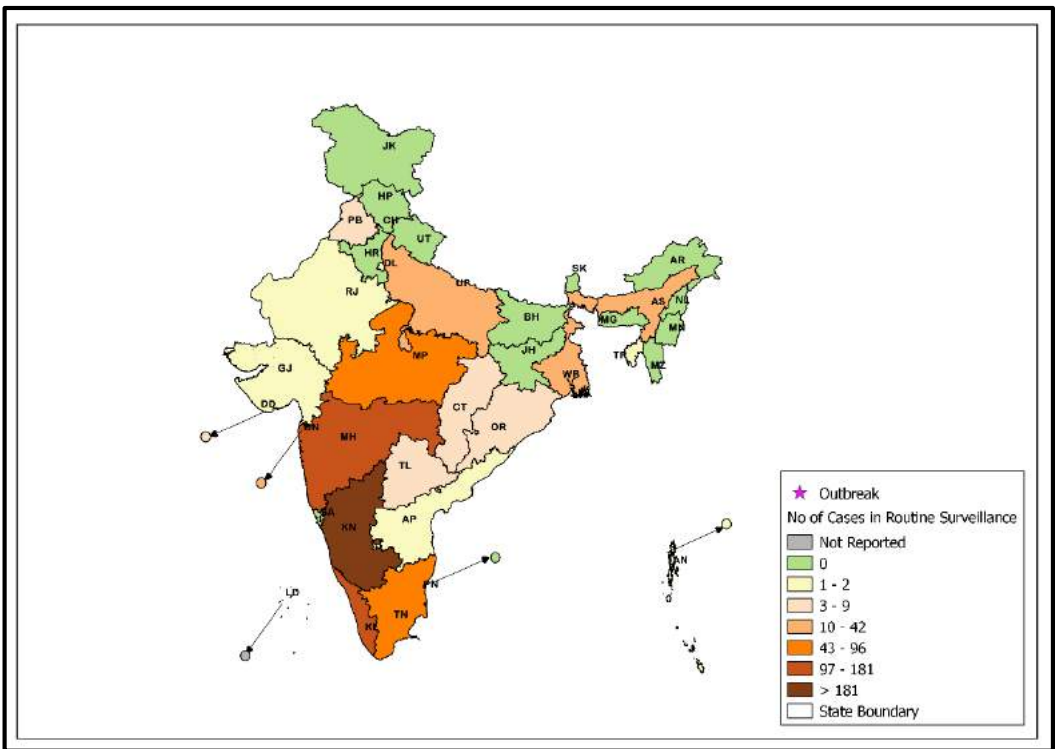 JK
HP
PB
CH
UT
HR
DL
AR
SK
RJ
UP
AS
NL
BH
MG
MN
JH
TR
MP
MZ
GJ
WB
CT
DD
OR
DN
MH
TL
GA
AP
KN
AN
PN
LD
TN
KL
Outbreak
No of Cases in Routine Surveillance
Not Reported
0
1 - 2
3 - 9
10 - 42
43 - 96
97 - 181
> 181
State Boundary